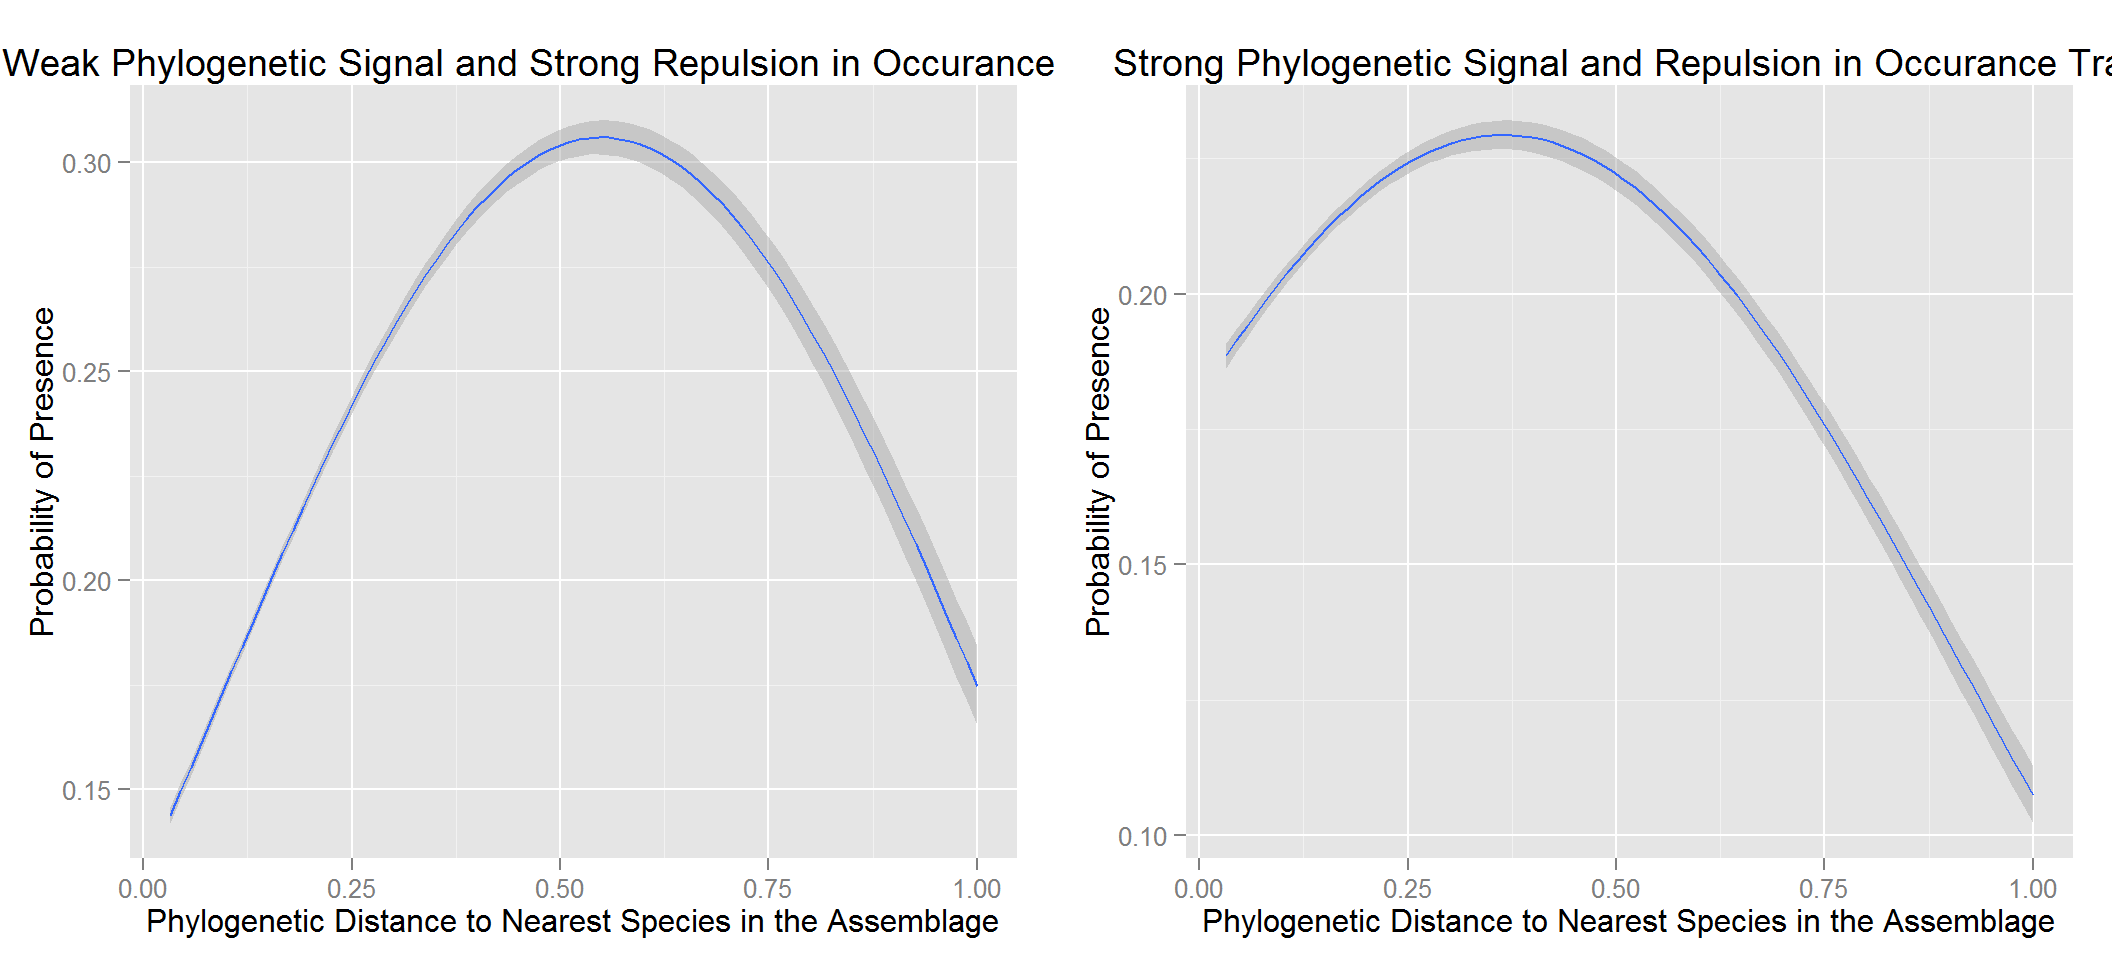 Weak Phylogenetic Signal and Strong Repulsion in Occurance
Probability of Presence
0.30
0.25
0.20
0.15
0.00 0.25 0.50 0.75 1.00
Phylogenetic Distance to Nearest Species in the Assemblage
Strong Phylogenetic Signal and Repulsion in Occurance Tra
Probability of Presence
0.20
0.15
0.10
0.00 0.25 0.50 0.75 1.00
Phylogenetic Distance to Nearest Species in the Assemblage